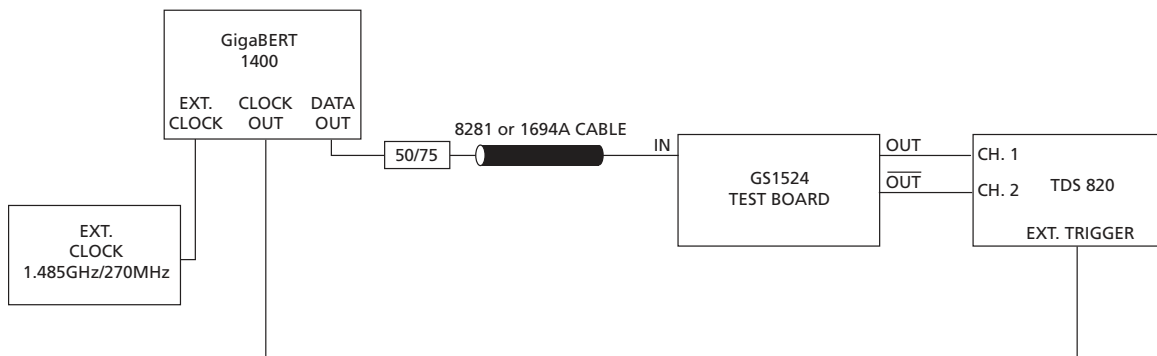 GigaBERT
1400
EXT.
CLOCK
CLOCK
OUT
DATA
OUT
50/75
8281 or 1694A CABLE
IN
GS1524
TEST BOARD
OUT
OUT
CH. 1
CH. 2
TDS 820
EXT. TRIGGER
EXT.
CLOCK
1.485GHz/270MHz